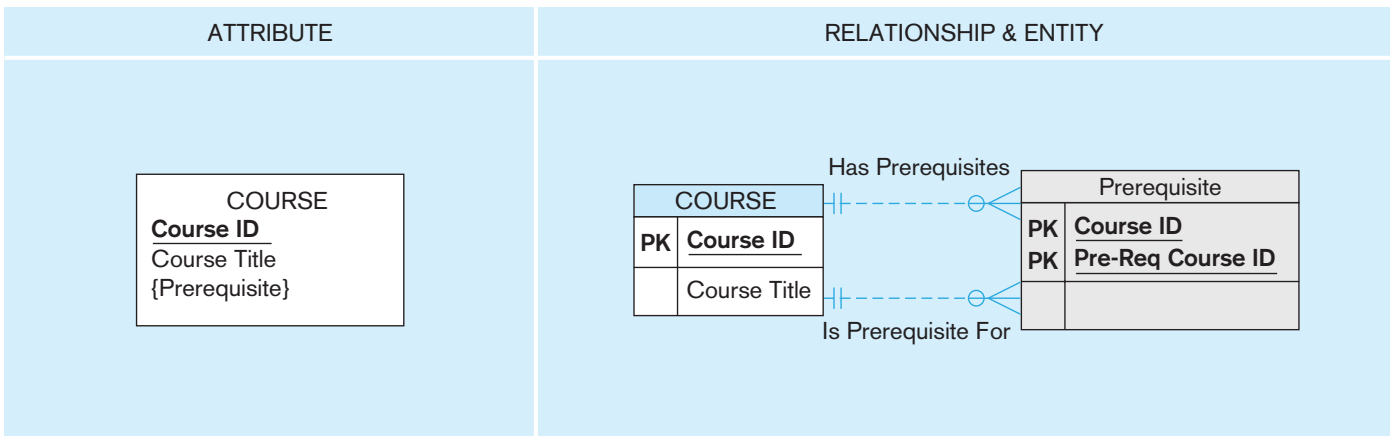 ATTRIBUTE
RELATIONSHIP & ENTITY
COURSE
Course ID
Course Title
{Prerequisite}
Has Prerequisites
COURSE
PK Course ID
Course Title
Prerequisite
PK Course ID
PK Pre-Req Course ID
Is Prerequisite For